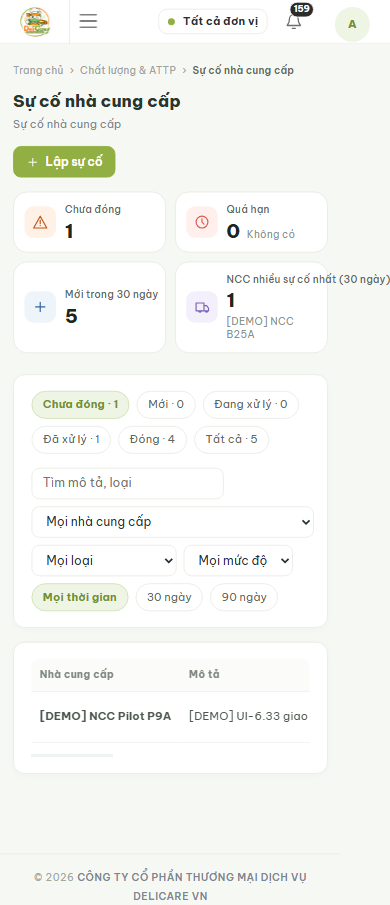 Tất cả đơn vị
159
A
Trang chủ > Chất lượng & ATTP > Sự cố nhà cung cấp
Sự cố nhà cung cấp
Sự cố nhà cung cấp
+ Lập sự cố
Chưa đóng
1
Quá hạn
0 Không có
Mới trong 30 ngày
5
NCC nhiều sự cố nhất (30 ngày)
1
[DEMO] NCC
B25A
Chưa đóng · 1
Mới · 0
Đang xử lý · 0
Đã xử lý · 1
Đóng · 4
Tất cả · 5
Tìm mô tả, loại
Mọi nhà cung cấp
Mọi loại
Mọi mức độ
Mọi thời gian
30 ngày
90 ngày
Nhà cung cấp
Mô tả
[DEMO] NCC Pilot P9A
[DEMO] UI-6.33 giao
© 2026 CÔNG TY CỔ PHẦN THƯƠNG MẠI DỊCH VỤ
DELICARE VN